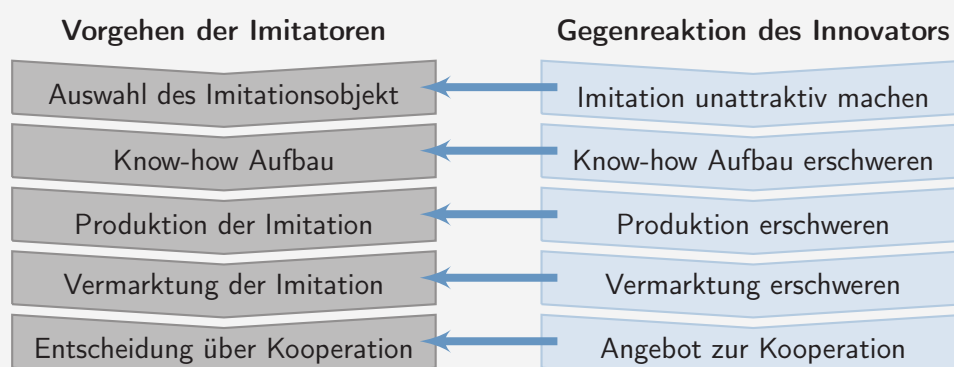 Vorgehen der Imitatoren
Gegenreaktion des Innovators
Auswahl des Imitationsobjekt
Imitation unattraktiv machen
Know-how Aufbau
Know-how Aufbau erschweren
Produktion der Imitation
Produktion erschweren
Vermarktung der Imitation
Vermarktung erschweren
Entscheidung über Kooperation
Angebot zur Kooperation